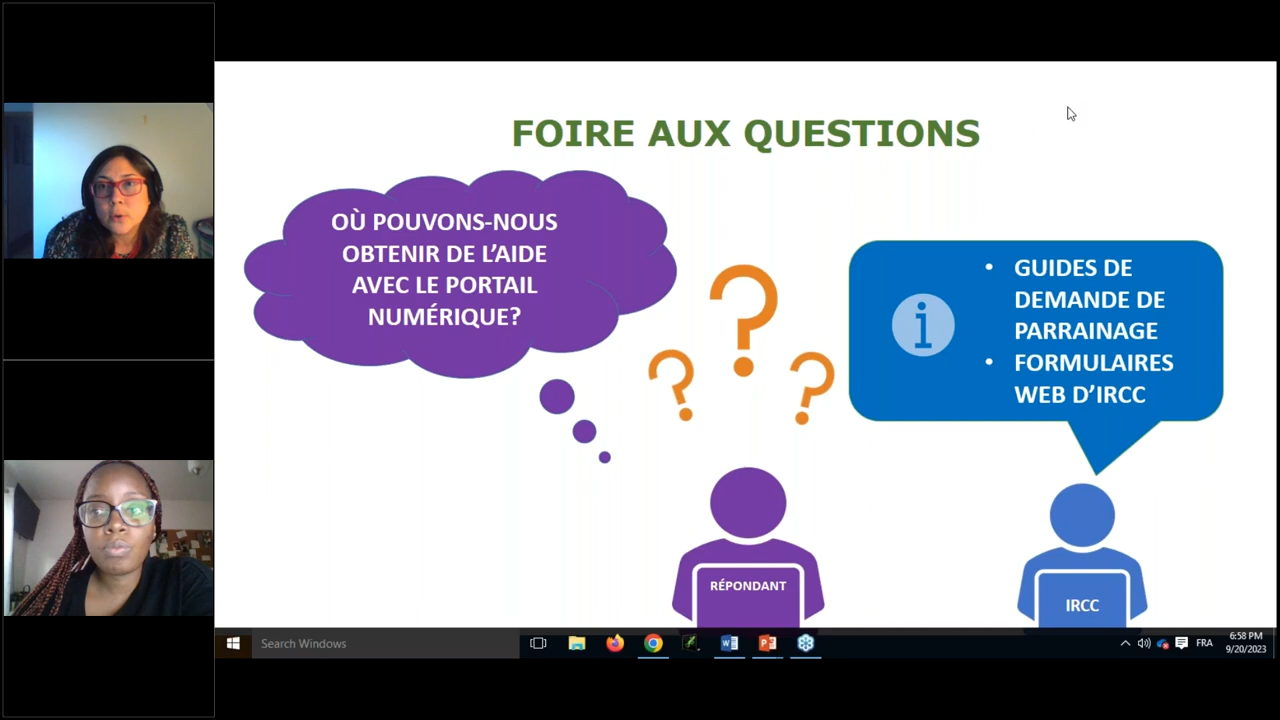 FOIRE AUX QUESTIONS
OÙ POUVONS-NOUS
OBTENIR DE L'AIDE
AVEC LE PORTAIL
NUMÉRIQUE?
• GUIDES DE
DEMANDE DE
PARRAINAGE
• FORMULAIRES
WEB D'IRCC
RÉPONDANT
IRCC
Search Windows
FRA
6:58 PM
9/20/2023